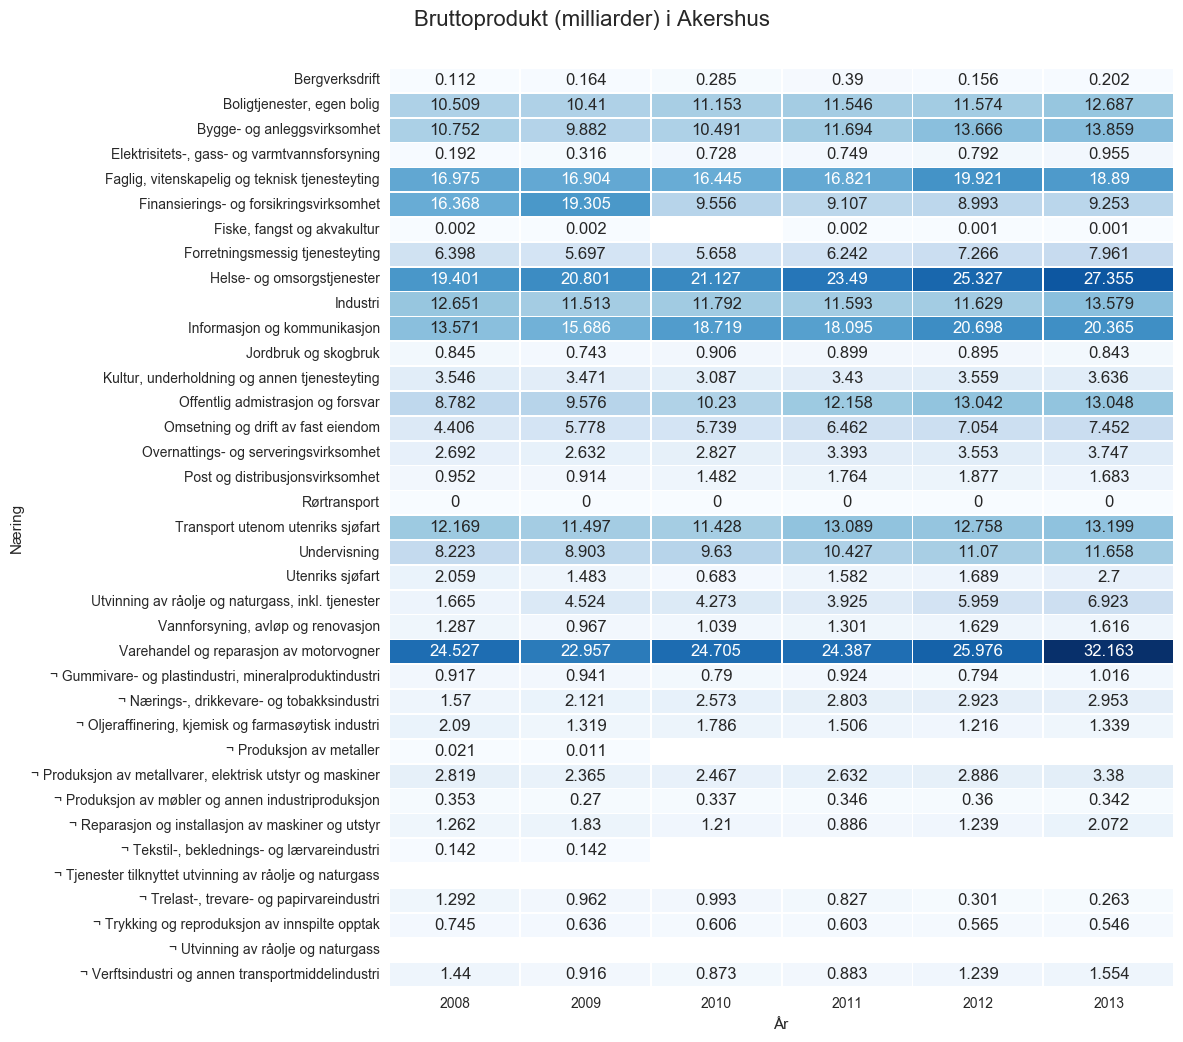 Bruttoprodukt (milliarder) i Akershus
Bergverksdrift 0.112 0.164 0.285 0.39 0.156 0.202
Boligtjenester, egen bolig 10.509 10.41 11.153 11.546 11.574 12.687
Bygge- og anleggsvirksomhet 10.752 9.882 10.491 11.694 13.666 13.859
Elektrisitets-, gass- og varmtvannsforsyning 0.192 0.316 0.728 0.749 0.792 0.955
Faglig, vitenskapelig og teknisk tjenesteyting 16.975 16.904 16.445 16.821 19.921 18.89
Finansierings- og forsikringsvirksomhet 16.368 19.305 9.556 9.107 8.993 9.253
Fiske, fangst og akvakultur 0.002 0.002 0.002 0.001 0.001
Forretningsmessig tjenesteyting 6.398 5.697 5.658 6.242 7.266 7.961
Helse- og omsorgstjenester 19.401 20.801 21.127 23.49 25.327 27.355
Industri 12.651 11.513 11.792 11.593 11.629 13.579
Informasjon og kommunikasjon 13.571 15.686 18.719 18.095 20.698 20.365
Jordbruk og skogbruk 0.845 0.743 0.906 0.899 0.895 0.843
Kultur, underholdning og annen tjenesteyting 3.546 3.471 3.087 3.43 3.559 3.636
Offentlig admistrasjon og forsvar 8.782 9.576 10.23 12.158 13.042 13.048
Omsetning og drift av fast eiendom 4.406 5.778 5.739 6.462 7.054 7.452
Overnattings- og serveringsvirksomhet 2.692 2.632 2.827 3.393 3.553 3.747
Post og distribusjonsvirksomhet 0.952 0.914 1.482 1.764 1.877 1.683
Rørtransport 0 0 0 0 0 0
Transport utenom utenriks sjøfart 12.169 11.497 11.428 13.089 12.758 13.199
Undervisning 8.223 8.903 9.63 10.427 11.07 11.658
Utenriks sjøfart 2.059 1.483 0.683 1.582 1.689 2.7
Utvinning av råolje og naturgass, inkl. tjenester 1.665 4.524 4.273 3.925 5.959 6.923
Vannforsyning, avløp og renovasjon 1.287 0.967 1.039 1.301 1.629 1.616
Varehandel og reparasjon av motorvogner 24.527 22.957 24.705 24.387 25.976 32.163
¬ Gummivare- og plastindustri, mineralproduktindustri 0.917 0.941 0.79 0.924 0.794 1.016
¬ Nærings-, drikkevare- og tobakksindustri 1.57 2.121 2.573 2.803 2.923 2.953
¬ Oljeraffinering, kjemisk og farmasøytisk industri 2.09 1.319 1.786 1.506 1.216 1.339
¬ Produksjon av metaller 0.021 0.011
¬ Produksjon av metallvarer, elektrisk utstyr og maskiner 2.819 2.365 2.467 2.632 2.886 3.38
¬ Produksjon av møbler og annen industriproduksjon 0.353 0.27 0.337 0.346 0.36 0.342
¬ Reparasjon og installasjon av maskiner og utstyr 1.262 1.83 1.21 0.886 1.239 2.072
¬ Tekstil-, beklednings- og lærvareindustri 0.142 0.142
¬ Tjenester tilknyttet utvinning av råolje og naturgass
¬ Trelast-, trevare- og papirvareindustri 1.292 0.962 0.993 0.827 0.301 0.263
¬ Trykking og reproduksjon av innspilte opptak 0.745 0.636 0.606 0.603 0.565 0.546
¬ Utvinning av råolje og naturgass
¬ Verftsindustri og annen transportmiddelindustri 1.44 0.916 0.873 0.883 1.239 1.554
2008 2009 2010 2011 2012 2013
År
Næring